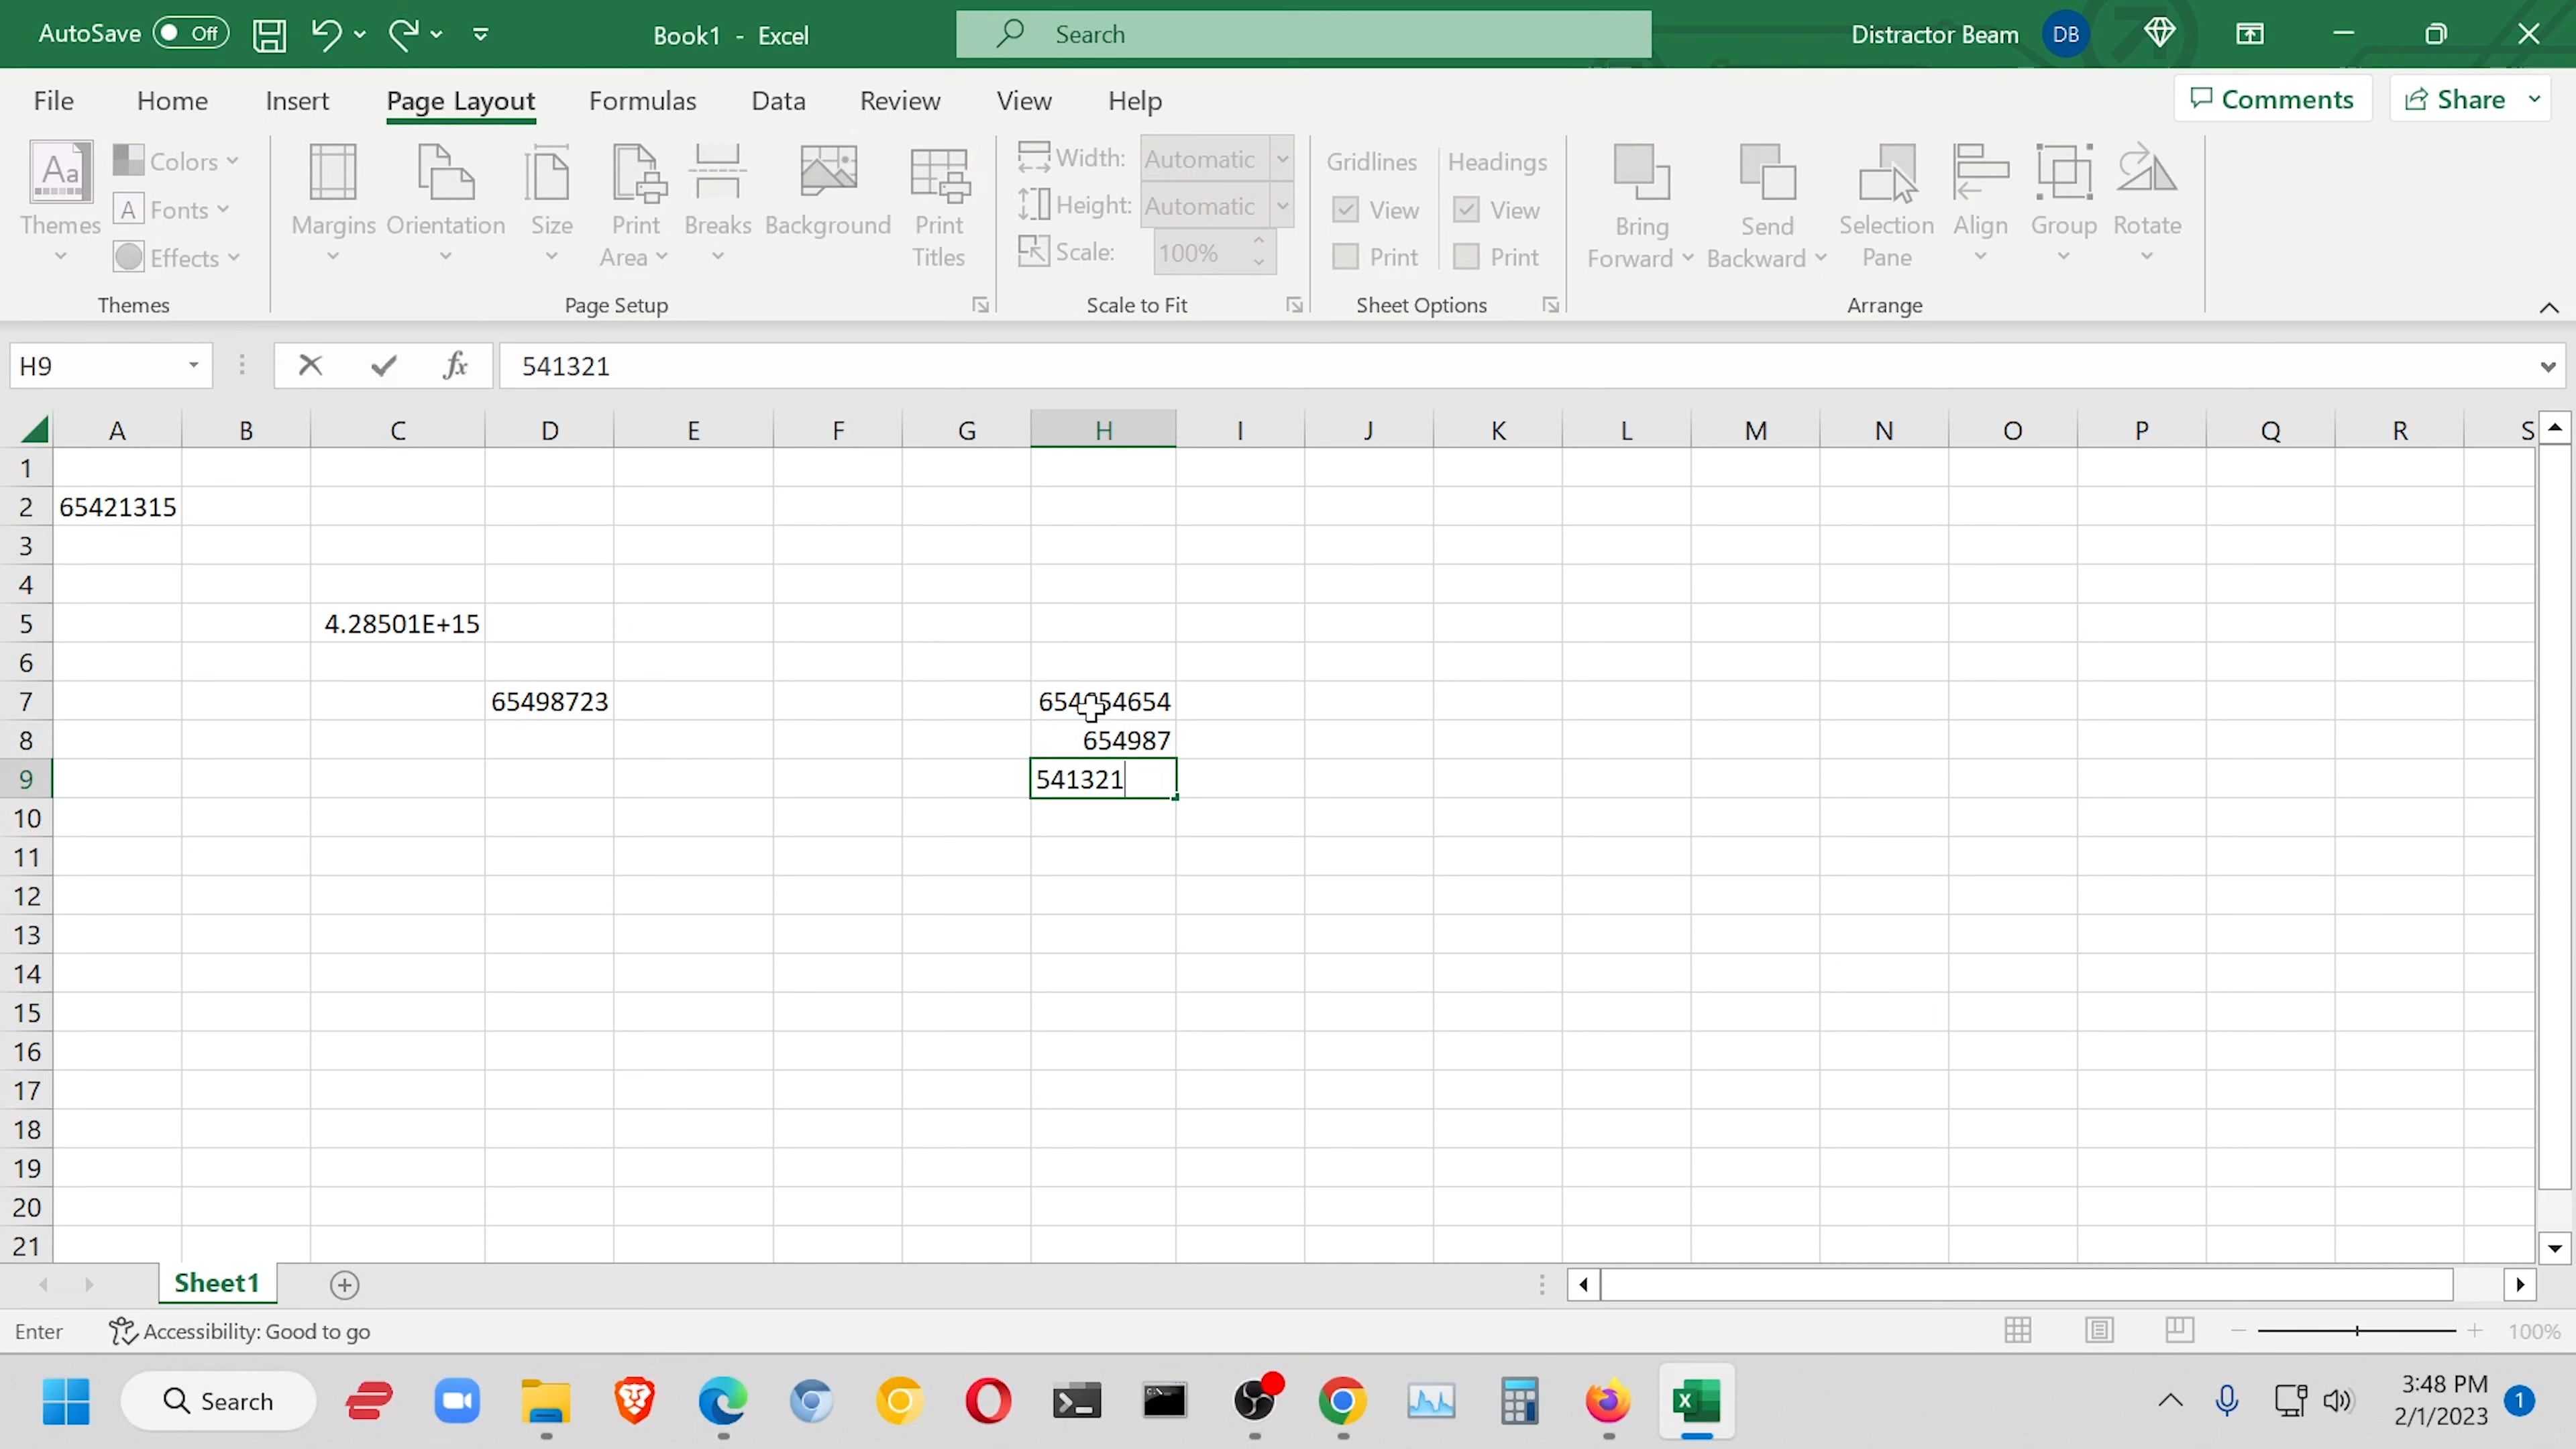 AutoSave Off Book1 - Excel Search Distractor Beam DB
File Home Insert Page Layout Formulas Data Review View Help Comments Share
Themes Colors Fonts Effects Themes
Margins Orientation Size Print Area Breaks Background Print Titles Page Setup
Width: Automatic Height: Automatic Scale: 100% Scale to Fit
Gridlines View Print Headings View Print Sheet Options
Bring Forward Send Backward Selection Pane Align Group Rotate Arrange
H9 fx 541321
A B C D E F G H I J K L M N O P Q R S
1
2 65421315
3
4
5 4.28501E+15
6
7 65498723
8 654987
9 541321
10
11
12
13
14
15
16
17
18
19
20
21
Sheet1
Enter Accessibility: Good to go 100%
Search 3:48 PM
2/1/2023 1